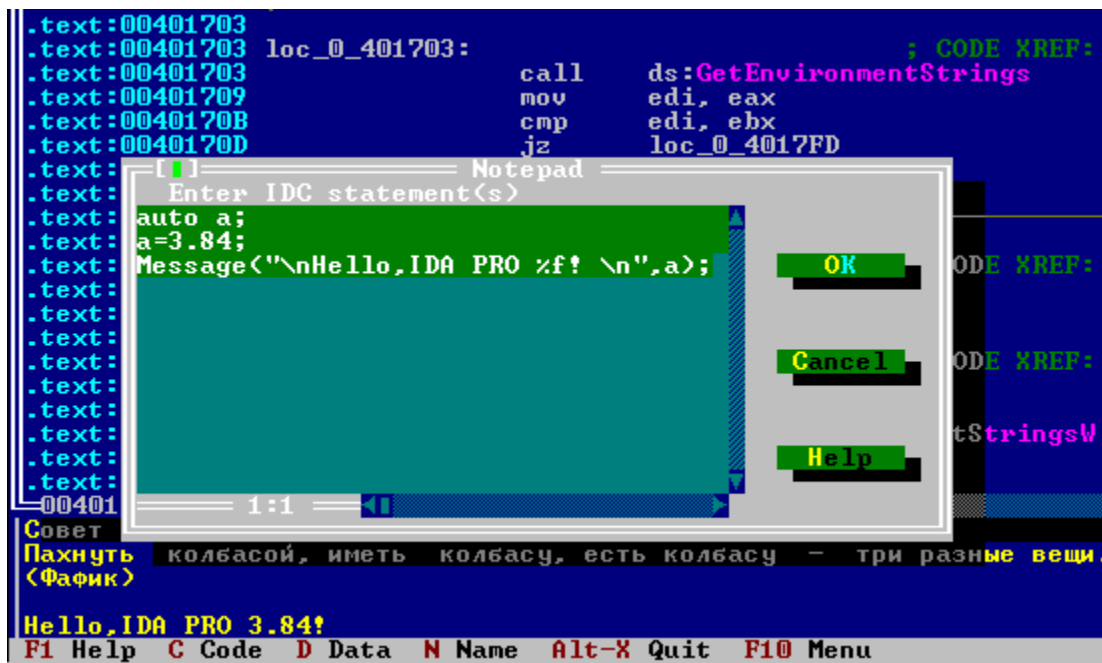 .text:00401703
.text:00401703 loc_0_401703: ; CODE XREF:
.text:00401703 call ds:GetEnvironmentStrings
.text:00401709 mov edi, eax
.text:0040170B cmp edi, ebx
.text:0040170D jz loc_0_4017FD
.text: [ ] Notepad
.text: Enter IDC statement(s)
.text: auto a;
.text: a=3.84;
.text: Message("\nHello,IDA PRO %f! \n",a); OK ODE XREF:
.text:
.text:
.text:
.text: Cancel ODE XREF:
.text:
.text:
.text: tStringsW
.text: Help
.text:
00401 1:1
Совет
Пахнуть колбасой, иметь колбасу, есть колбасу - три разные вещи.
(Фафик)
Hello,IDA PRO 3.84!
F1 Help C Code D Data N Name Alt-X Quit F10 Menu